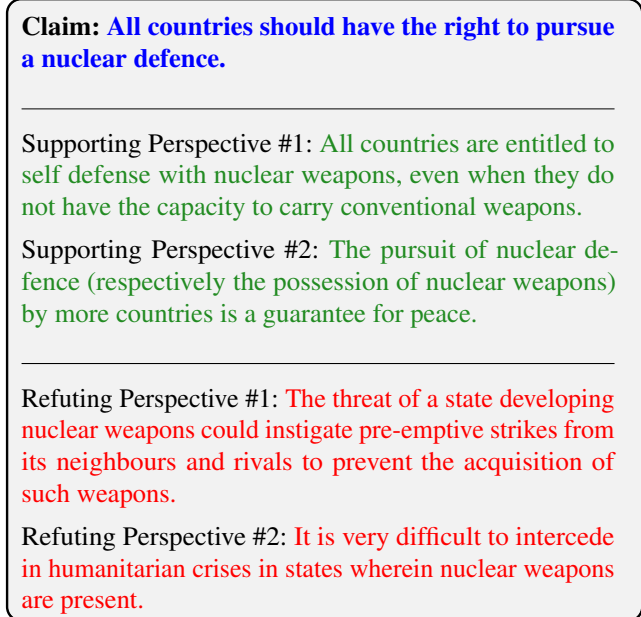 Claim: All countries should have the right to pursue
a nuclear defence.
Supporting Perspective #1: All countries are entitled to
self defense with nuclear weapons, even when they do
not have the capacity to carry conventional weapons.
Supporting Perspective #2: The pursuit of nuclear de-
fence (respectively the possession of nuclear weapons)
by more countries is a guarantee for peace.
Refuting Perspective #1: The threat of a state developing
nuclear weapons could instigate pre-emptive strikes from
its neighbours and rivals to prevent the acquisition of
such weapons.
Refuting Perspective #2: It is very difficult to intercede
in humanitarian crises in states wherein nuclear weapons
are present.